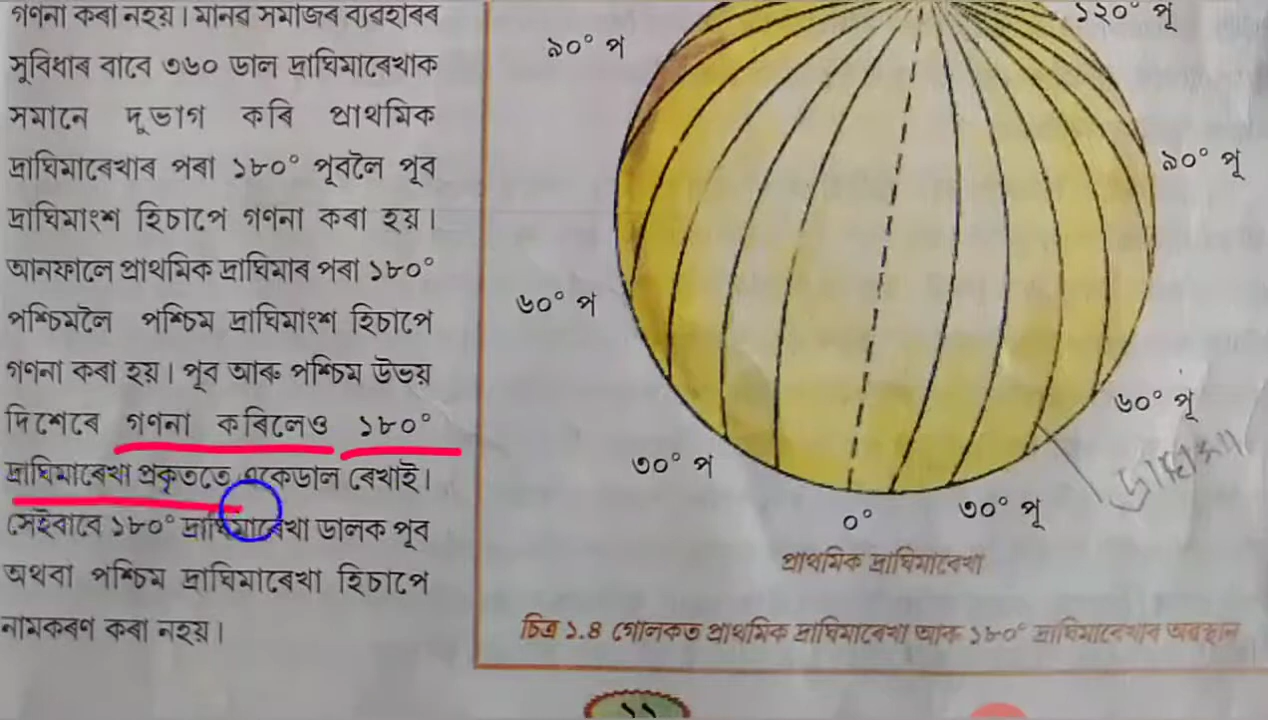 গণনা কৰা নহয়। মানৱ সমাজৰ ব্যৱহাৰৰ
সুবিধাৰ বাবে ৩৬০ ডাল দ্ৰাঘিমাৰেখাক
সমানে দুভাগ কৰি প্ৰাথমিক
দ্ৰাঘিমাৰেখাৰ পৰা ১৮০° পূবলৈ পূব
দ্ৰাঘিমাংশ হিচাপে গণনা কৰা হয়।
আনফালে প্ৰাথমিক দ্ৰাঘিমাৰ পৰা ১৮০°
পশ্চিমলৈ পশ্চিম দ্ৰাঘিমাংশ হিচাপে
গণনা কৰা হয়। পূব আৰু পশ্চিম উভয়
দিশেৰে গণনা কৰিলেও ১৮০°
দ্ৰাঘিমাৰেখা প্ৰকৃততে একেডাল ৰেখাই।
সেইবাবে ১৮০° দ্ৰাঘিমাৰেখা ডালক পূব
অথবা পশ্চিম দ্ৰাঘিমাৰেখা হিচাপে
নামকৰণ কৰা নহয়।
১২০° পূ
৯০° প
৯০° পূ
৬০° প
৬০° পূ
৩০° প
৩০° পূ
০°
প্ৰাথমিক দ্ৰাঘিমাৰেখা
চিত্ৰ ১.৪ গোলকত প্ৰাথমিক দ্ৰাঘিমাৰেখা আৰু ১৮০° দ্ৰাঘিমাৰেখাৰ অৱস্থান
১১